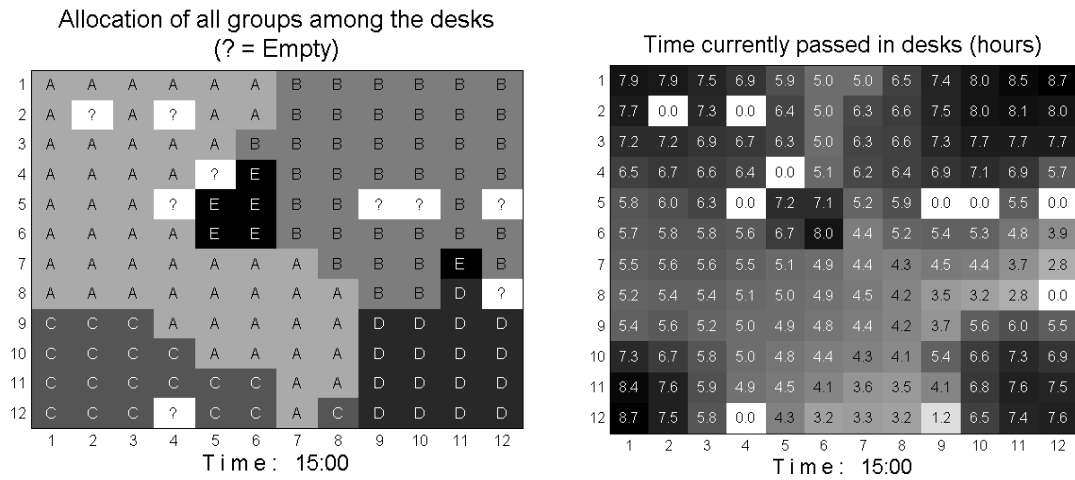 Allocation of all groups among the desks
(? = Empty)
1 A A A A A A B B B B B B
2 A ? A ? A A B B B B B B
3 A A A A A B B B B B B B
4 A A A A ? E B B B B B B
5 A A A ? E E B B ? ? B ?
6 A A A A E E B B B B B B
7 A A A A A A A B B B E B
8 A A A A A A A A B B D ?
9 C C C A A A A A D D D D
10 C C C C A A A A D D D D
11 C C C C C C A A D D D D
12 C C C ? C C A C D D D D
1 2 3 4 5 6 7 8 9 10 11 12
Time: 15:00
Time currently passed in desks (hours)
1 7.9 7.9 7.5 6.9 5.9 5.0 5.0 6.5 7.4 8.0 8.5 8.7
2 7.7 0.0 7.3 0.0 6.4 5.0 6.3 6.6 7.5 8.0 8.1 8.0
3 7.2 7.2 6.9 6.7 6.3 5.0 6.3 6.6 7.3 7.7 7.7 7.7
4 6.5 6.7 6.6 6.4 0.0 5.1 6.2 6.4 6.9 7.1 6.9 5.7
5 5.8 6.0 6.3 0.0 7.2 7.1 5.2 5.9 0.0 0.0 5.5 0.0
6 5.7 5.8 5.8 5.6 6.7 8.0 4.4 5.2 5.4 5.3 4.8 3.9
7 5.5 5.6 5.6 5.5 5.1 4.9 4.4 4.3 4.5 4.4 3.7 2.8
8 5.2 5.4 5.4 5.1 5.0 4.9 4.5 4.2 3.5 3.2 2.8 0.0
9 5.4 5.6 5.2 5.0 4.9 4.8 4.4 4.2 3.7 5.6 6.0 5.5
10 7.3 6.7 5.8 5.0 4.8 4.4 4.3 4.1 5.4 6.6 7.3 6.9
11 8.4 7.6 5.9 4.9 4.5 4.1 3.6 3.5 4.1 6.8 7.6 7.5
12 8.7 7.5 5.8 0.0 4.3 3.2 3.3 3.2 1.2 6.5 7.4 7.6
1 2 3 4 5 6 7 8 9 10 11 12
Time: 15:00